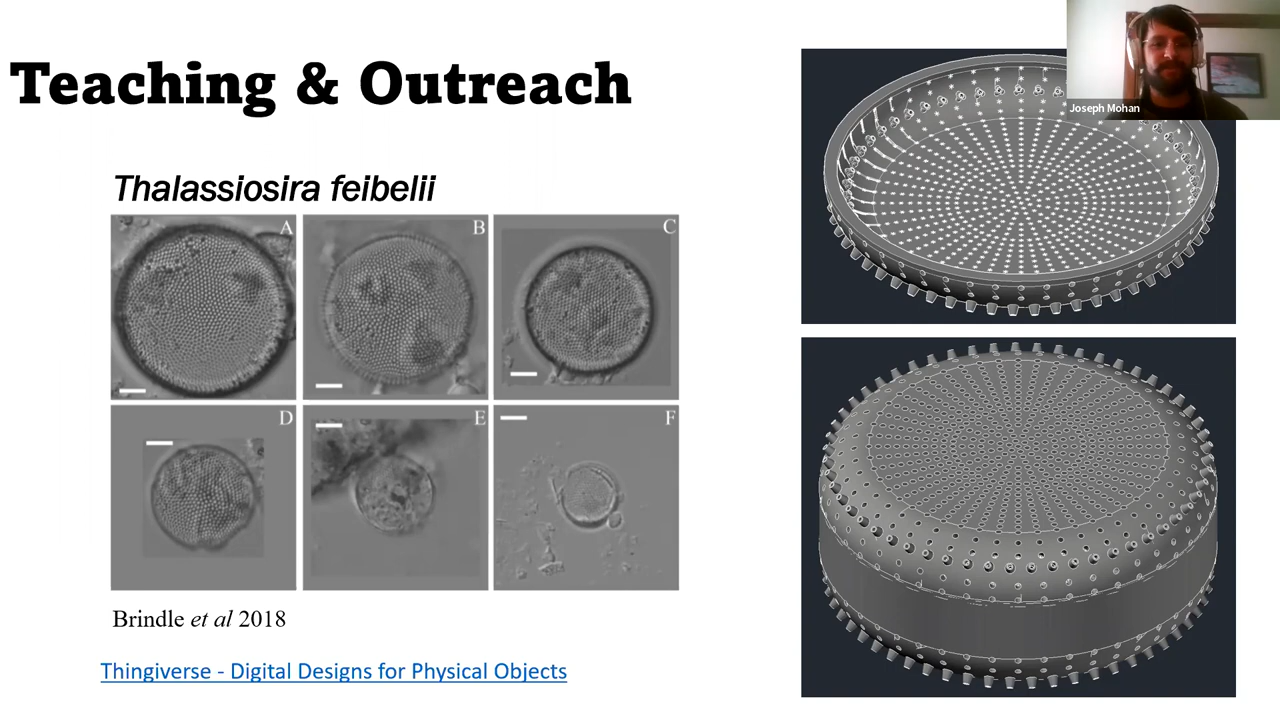 Teaching & Outreach
Joseph Mohan
Thalassiosira feibelii
A
B
C
D
E
F
Brindle et al 2018
Thingiverse - Digital Designs for Physical Objects